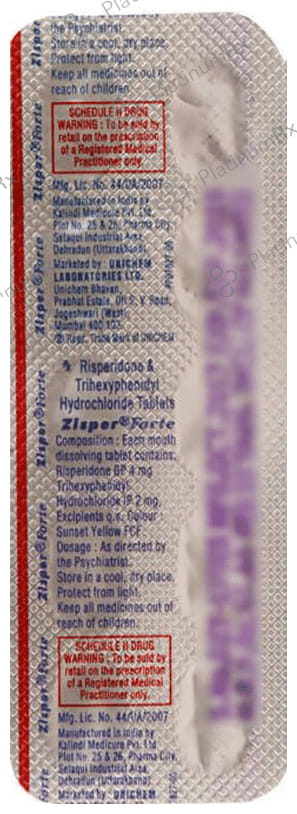 the Psychiatrist.
Store in a cool, dry place.
Protect from light.
Keep all medicines out of
reach of children.
SCHEDULE H DRUG
WARNING : To be sold by
retail on the prescription
of a Registered Medical
Practitioner only.
Mfg. Lic. No. 44/UA/2007
Manufactured in India by
Kalindi Medicure Pvt. Ltd.
Plot No. 25 & 26, Pharma City,
Selaqui Industrial Area,
Dehradun (Uttarakhand).
Marketed by : UNICHEM
LABORATORIES LTD.
Unichem Bhavan,
Prabhat Estate, Off S. V. Road,
Jogeshwari (West),
Mumbai 400 102.
® Regd. Trade Mark of UNICHEM
Risperidone &
Trihexyphenidyl
Hydrochloride Tablets
Zisper® Forte
Composition : Each mouth
dissolving tablet contains:
Risperidone BP 4 mg
Trihexyphenidyl
Hydrochloride IP 2 mg.
Excipients q.s. Colour :
Sunset Yellow FCF
Dosage : As directed by
the Psychiatrist.
Store in a cool, dry place.
Protect from light.
Keep all medicines out of
reach of children.
SCHEDULE H DRUG
WARNING : To be sold by
retail on the prescription
of a Registered Medical
Practitioner only.
Mfg. Lic. No. 44/UA/2007
Manufactured in India by
Kalindi Medicure Pvt. Ltd.
Plot No. 25 & 26, Pharma City,
Selaqui Industrial Area,
Dehradun (Uttarakhand).
Marketed by : UNICHEM
Zisper® Forte
Zisper® Forte
Zisper® Forte
Zisper® Forte
Zisper® Forte
Forte